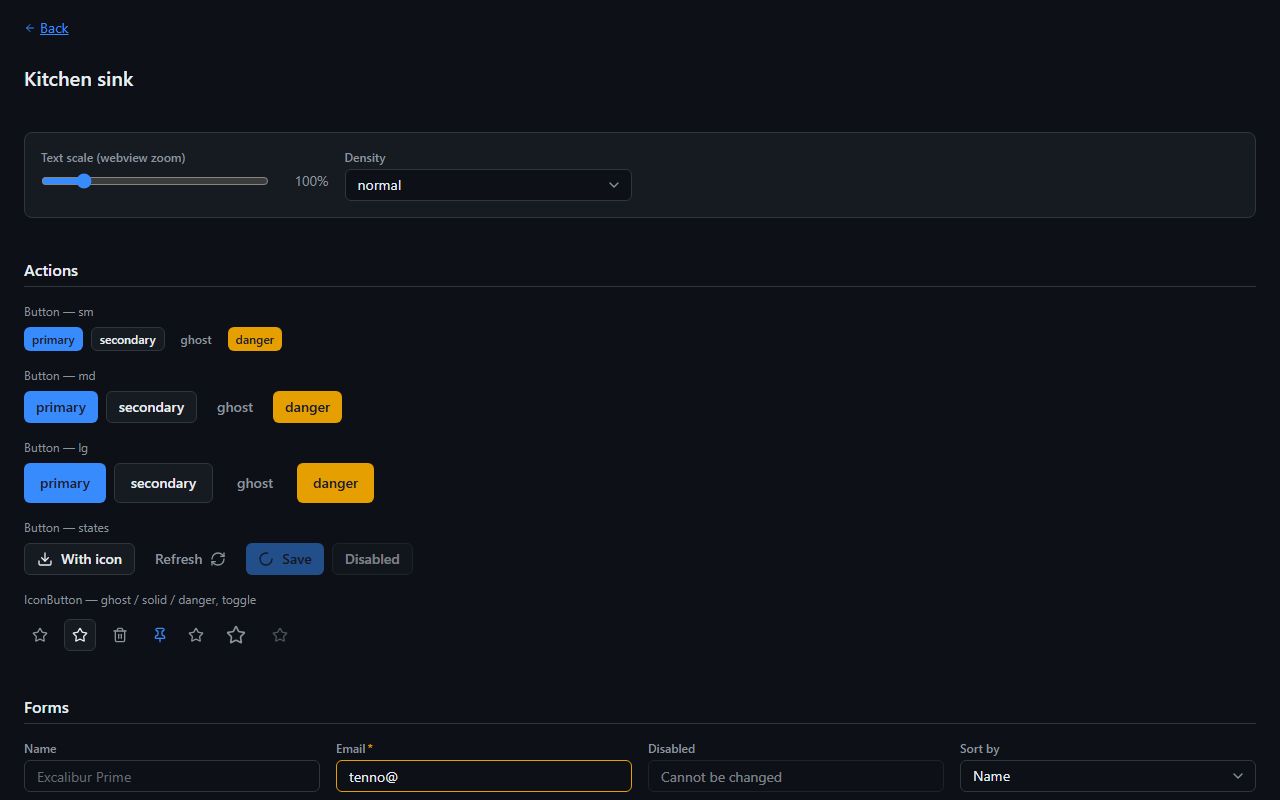 ← Back
Kitchen sink
Text scale (webview zoom) Density
100% normal
Actions
Button — sm
primary secondary ghost danger
Button — md
primary secondary ghost danger
Button — lg
primary secondary ghost danger
Button — states
With icon Refresh Save Disabled
IconButton — ghost / solid / danger, toggle
Forms
Name Email * Disabled Sort by
Excalibur Prime tenno@ Cannot be changed Name